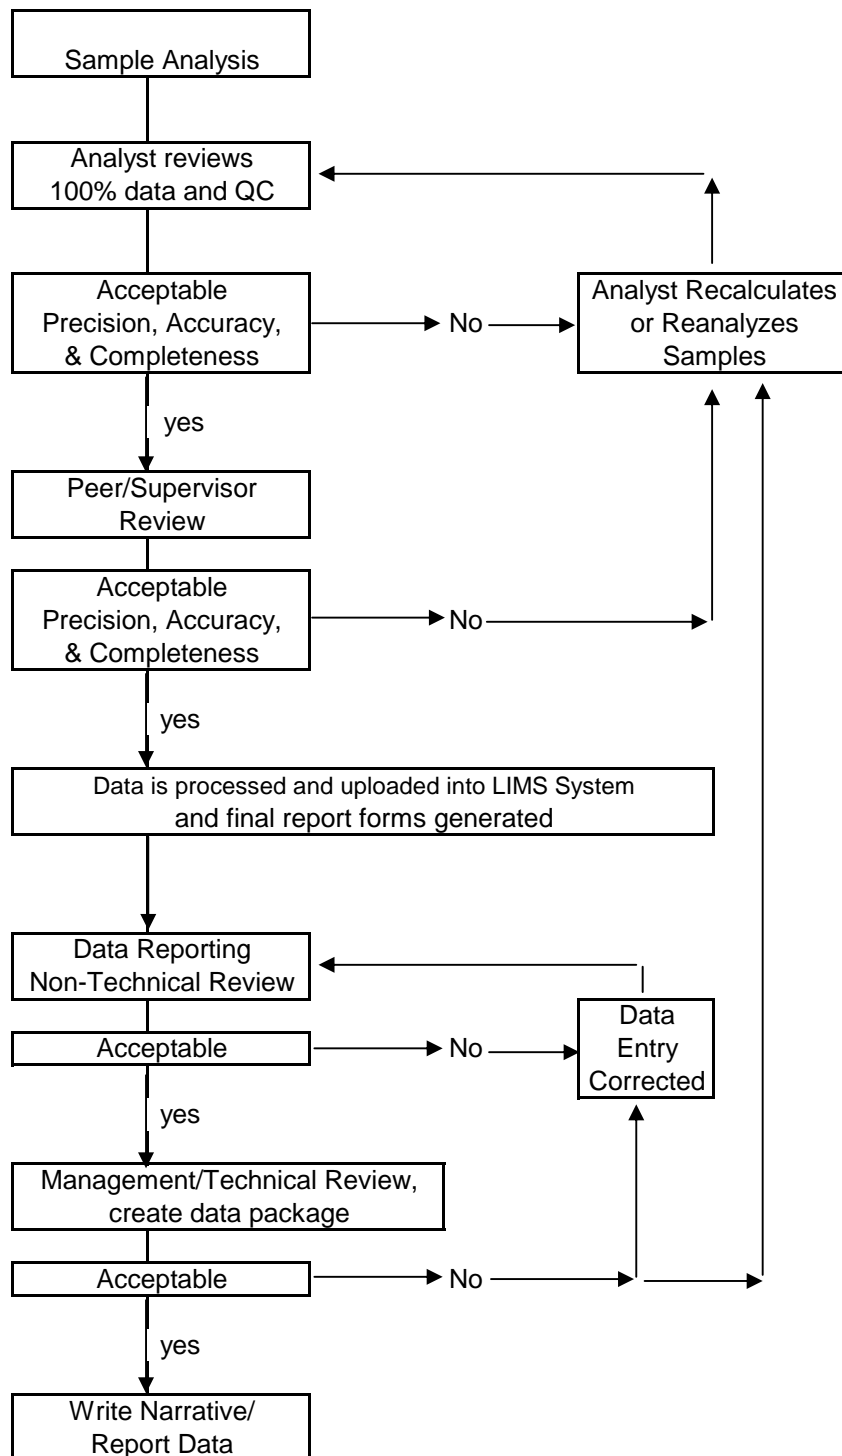 Sample Analysis
Analyst reviews
100% data and QC
Acceptable
Precision, Accuracy,
& Completeness
No
Analyst Recalculates
or Reanalyzes
Samples
yes
Peer/Supervisor
Review
Acceptable
Precision, Accuracy,
& Completeness
No
yes
Data is processed and uploaded into LIMS System
and final report forms generated
Data Reporting
Non-Technical Review
Acceptable
No
Data
Entry
Corrected
yes
Management/Technical Review,
create data package
Acceptable
No
yes
Write Narrative/
Report Data